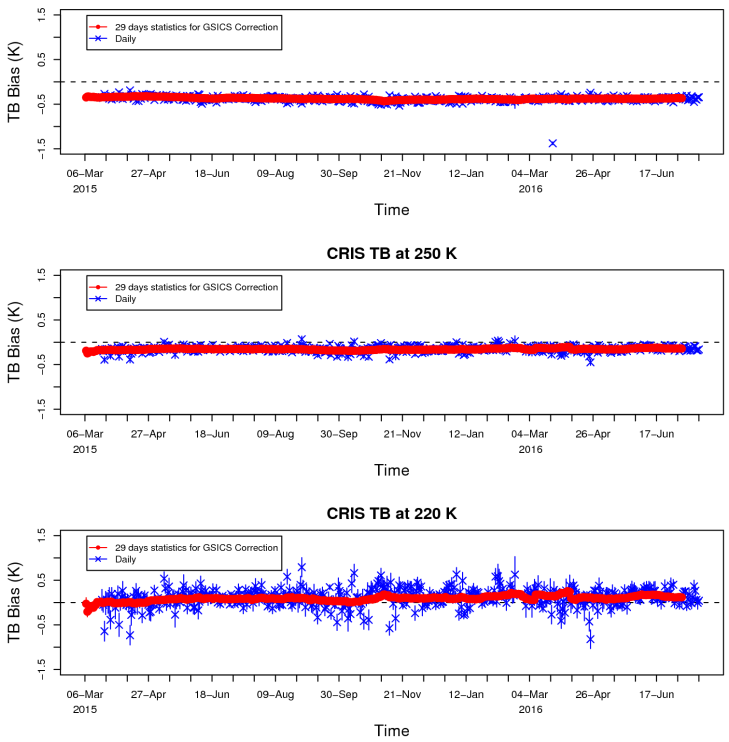 1.5
0.5
−0.5
−1.5
TB Bias (K)
29 days statistics for GSICS Correction
Daily
06−Mar 27−Apr 18−Jun 09−Aug 30−Sep 21−Nov 12−Jan 04−Mar 26−Apr 17−Jun
2015 2016
Time
CRIS TB at 250 K
1.5
0.5
−0.5
−1.5
TB Bias (K)
29 days statistics for GSICS Correction
Daily
06−Mar 27−Apr 18−Jun 09−Aug 30−Sep 21−Nov 12−Jan 04−Mar 26−Apr 17−Jun
2015 2016
Time
CRIS TB at 220 K
1.5
0.5
−0.5
−1.5
TB Bias (K)
29 days statistics for GSICS Correction
Daily
06−Mar 27−Apr 18−Jun 09−Aug 30−Sep 21−Nov 12−Jan 04−Mar 26−Apr 17−Jun
2015 2016
Time